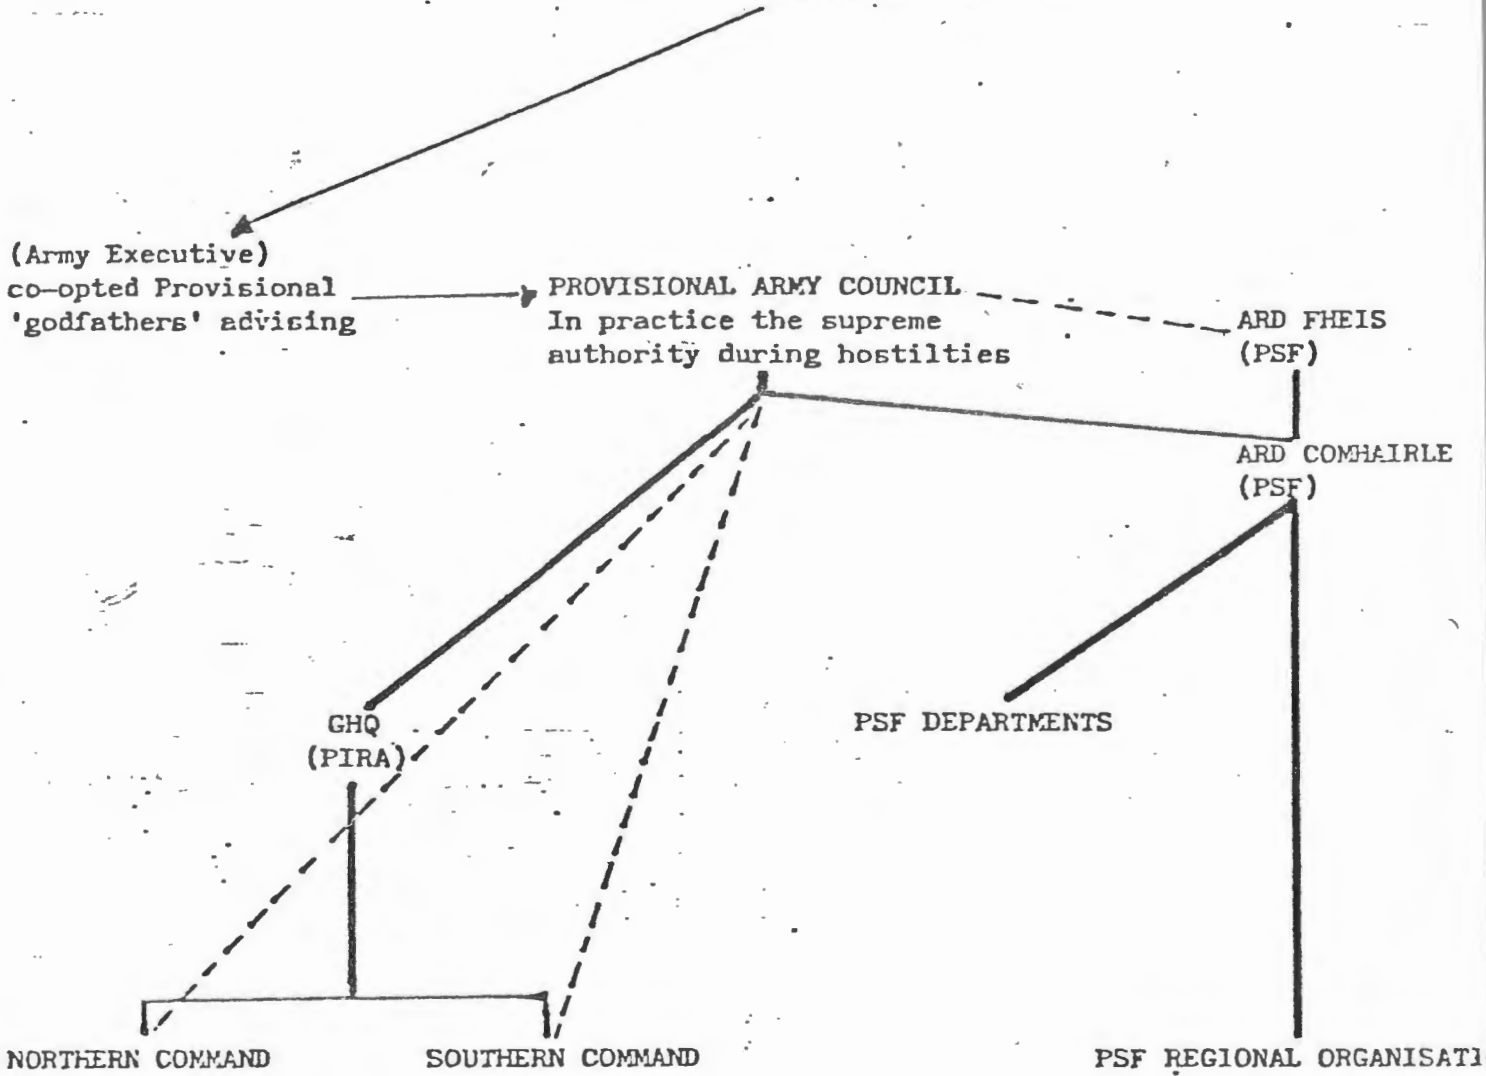 (Army Executive)
co-opted Provisional
'godfathers' advising
PROVISIONAL ARMY COUNCIL
In practice the supreme
authority during hostilties
ARD FHEIS
(PSF)
ARD COMHAIRLE
(PSF)
GHQ
(PIRA)
PSF DEPARTMENTS
NORTHERN COMMAND
SOUTHERN COMMAND
PSF REGIONAL ORGANISATI